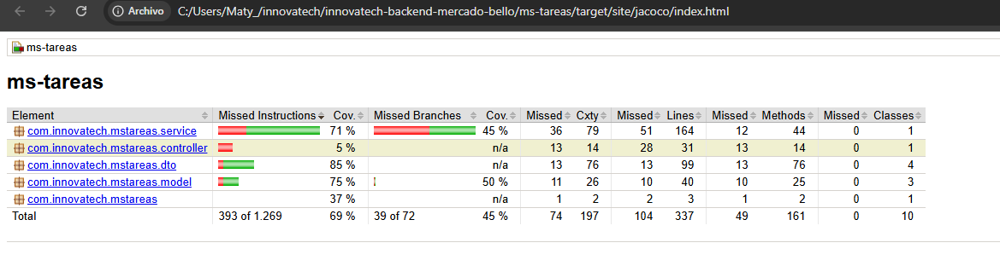 Archivo C:/Users/Maty_/innovatech/innovatech-backend-mercado-bello/ms-tareas/target/site/jacoco/index.html
ms-tareas
ms-tareas
Element Missed Instructions Cov. Missed Branches Cov. Missed Cxty Missed Lines Missed Methods Missed Classes
com.innovatech.mstareas.service 71 % 45 % 36 79 51 164 12 44 0 1
com.innovatech.mstareas.controller 5 % n/a 13 14 28 31 13 14 0 1
com.innovatech.mstareas.dto 85 % n/a 13 76 13 99 13 76 0 4
com.innovatech.mstareas.model 75 % 50 % 11 26 10 40 10 25 0 3
com.innovatech.mstareas 37 % n/a 1 2 2 3 1 2 0 1
Total 393 of 1.269 69 % 39 of 72 45 % 74 197 104 337 49 161 0 10